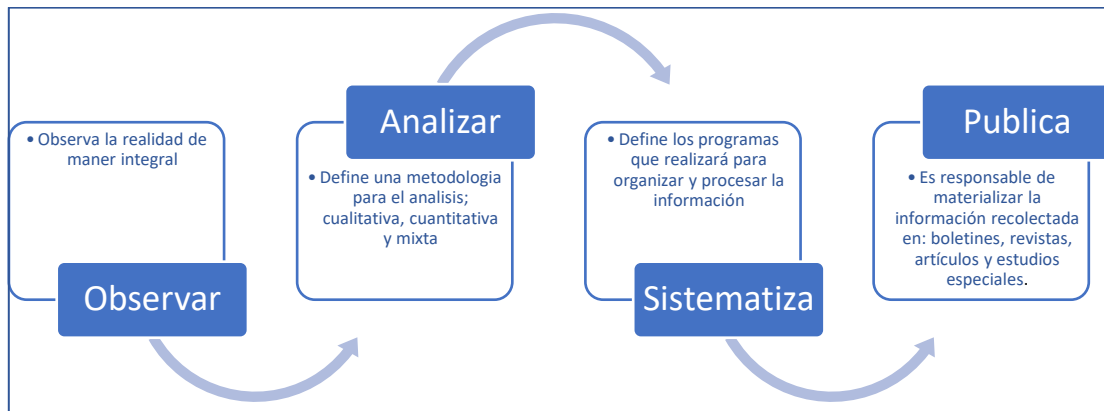 • Observa la realidad de
maner integral
Observar
Analizar
• Define una metodologia
para el analisis;
cualitativa, cuantitativa
y mixta
• Define los programas
que realizará para
organizar y procesar la
información
Sistematiza
Publica
• Es responsable de
materializar la
información recolectada
en: boletines, revistas,
artículos y estudios
especiales.